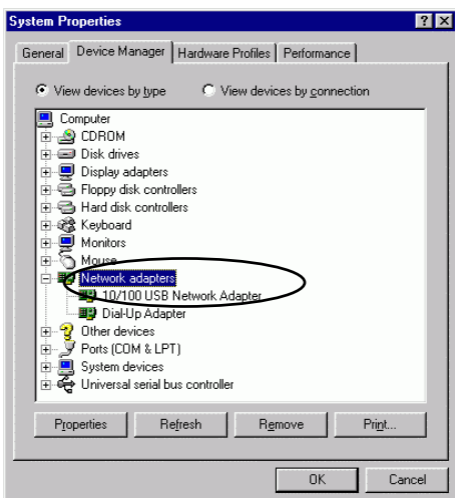 System Properties
General Device Manager Hardware Profiles Performance
View devices by type View devices by connection
Computer
CDROM
Disk drives
Display adapters
Floppy disk controllers
Hard disk controllers
Keyboard
Monitors
Mouse
Network adapters
10/100 USB Network Adapter
Dial-Up Adapter
Other devices
Ports (COM & LPT)
System devices
Universal serial bus controller
Properties Refresh Remove Print...
OK Cancel